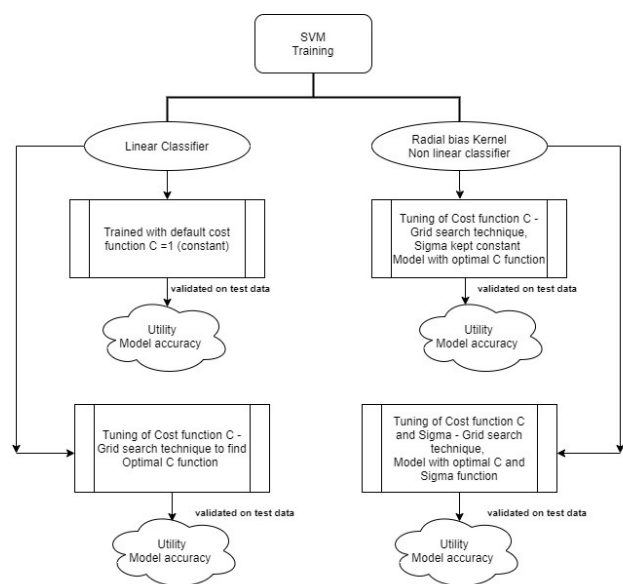 SVM
Training
Linear Classifier
Radial bias Kernel
Non linear classifier
Trained with default cost
function C =1 (constant)
Tuning of Cost function C -
Grid search technique,
Sigma kept constant
Model with optimal C function
validated on test data
validated on test data
Utility
Model accuracy
Utility
Model accuracy
Tuning of Cost function C -
Grid search technique to find
Optimal C function
Tuning of Cost function C
and Sigma - Grid search
technique,
Model with optimal C and
Sigma function
validated on test data
validated on test data
Utility
Model accuracy
Utility
Model accuracy